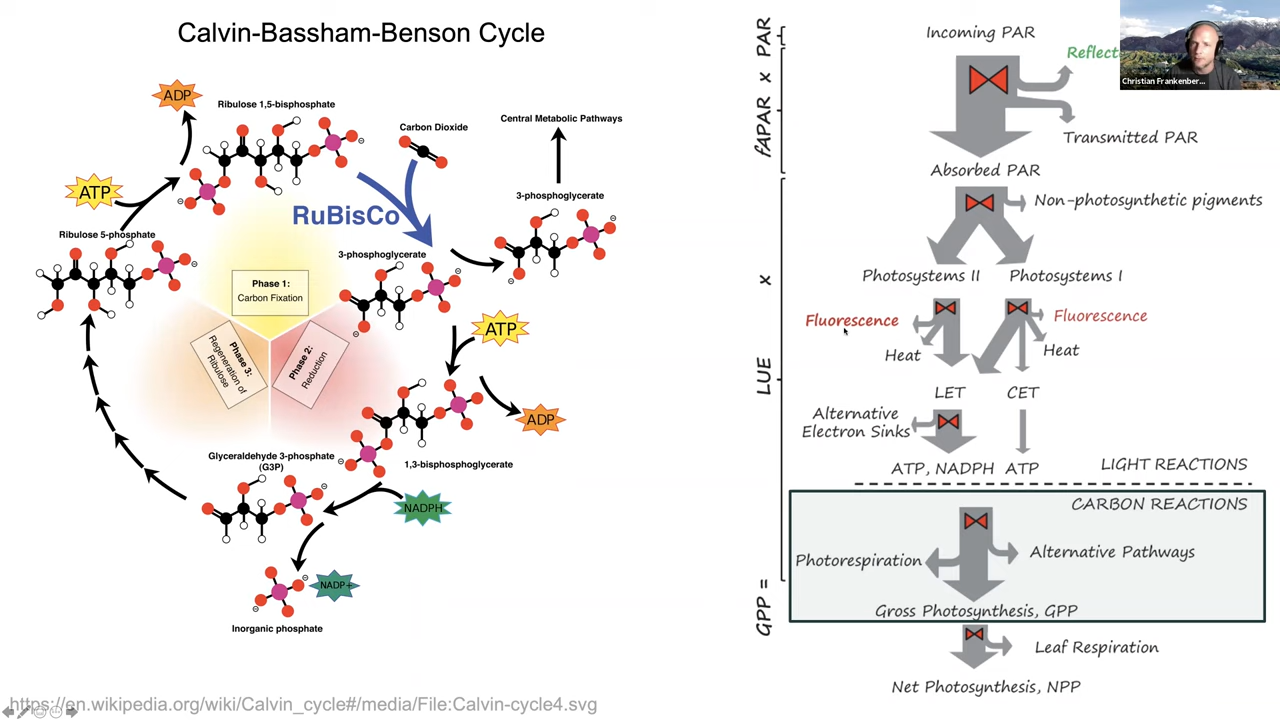 Calvin-Bassham-Benson Cycle
ADP
Ribulose 1,5-bisphosphate
Carbon Dioxide
Central Metabolic Pathways
ATP
RuBisCo
3-phosphoglycerate
Ribulose 5-phosphate
3-phosphoglycerate
Phase 1:
Carbon Fixation
ATP
Phase 3:
Regeneration of
Ribulose
Phase 2:
Reduction
ADP
Glyceraldehyde 3-phosphate
(G3P)
1,3-bisphosphoglycerate
NADPH
NADP+
Inorganic phosphate
https://en.wikipedia.org/wiki/Calvin_cycle#/media/File:Calvin-cycle4.svg
GPP = LUE x fAPAR x PAR
Incoming PAR
Reflect
Christian Frankenber...
Transmitted PAR
Absorbed PAR
Non-photosynthetic pigments
Photosystems II
Photosystems I
Fluorescence
Fluorescence
Heat
Heat
LET
CET
Alternative
Electron Sinks
ATP, NADPH
ATP
LIGHT REACTIONS
CARBON REACTIONS
Photorespiration
Alternative Pathways
Gross Photosynthesis, GPP
Leaf Respiration
Net Photosynthesis, NPP